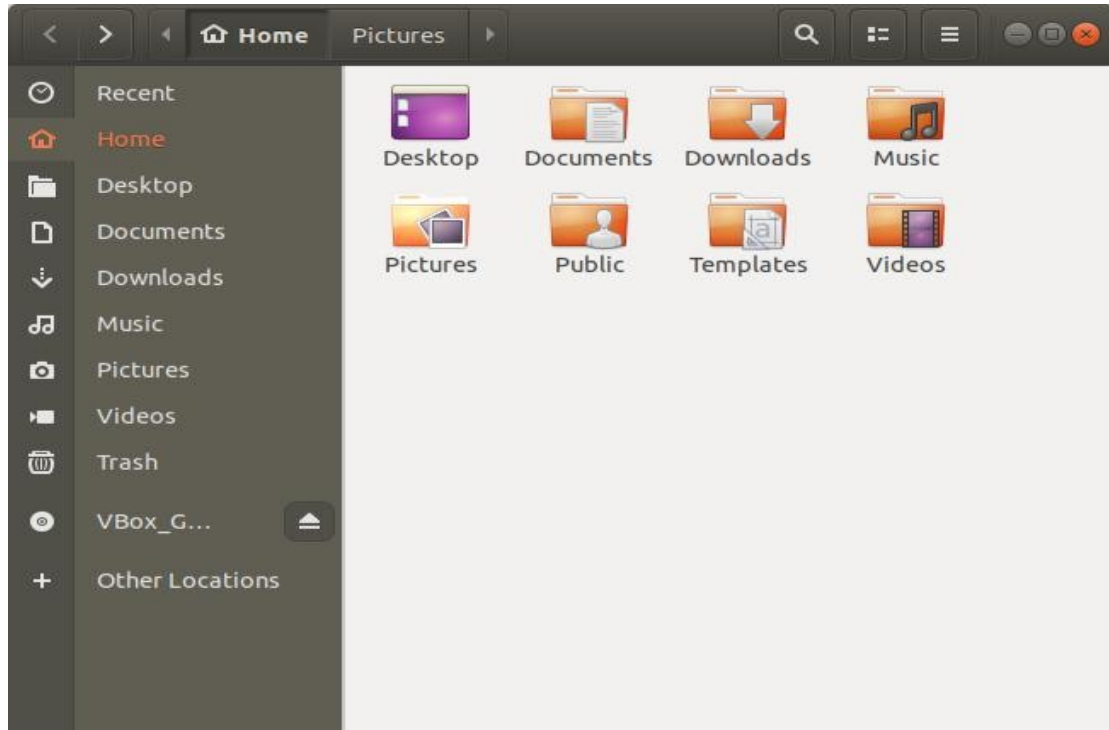 Home Pictures
Recent
Home
Desktop
Documents
Downloads
Music
Pictures
Videos
Trash
VBox_G...
Other Locations
Desktop Documents Downloads Music
Pictures Public Templates Videos